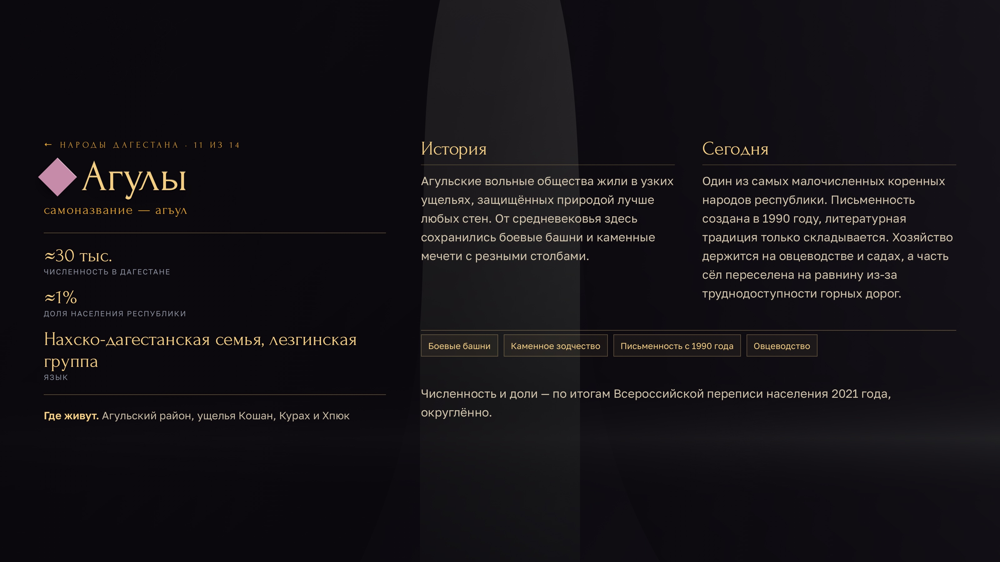 ← НАРОДЫ ДАГЕСТАНА · 11 ИЗ 14
Агулы
самоназвание — агъул
≈30 тыс.
ЧИСЛЕННОСТЬ В ДАГЕСТАНЕ
≈1%
ДОЛЯ НАСЕЛЕНИЯ РЕСПУБЛИКИ
Нахско-дагестанская семья, лезгинская
группа
ЯЗЫК
Где живут. Агульский район, ущелья Кошан, Курах и Хпюк
История
Агульские вольные общества жили в узких
ущельях, защищённых природой лучше
любых стен. От средневековья здесь
сохранились боевые башни и каменные
мечети с резными столбами.
Сегодня
Один из самых малочисленных коренных
народов республики. Письменность
создана в 1990 году, литературная
традиция только складывается. Хозяйство
держится на овцеводстве и садах, а часть
сёл переселена на равнину из-за
труднодоступности горных дорог.
Боевые башни
Каменное зодчество
Письменность с 1990 года
Овцеводство
Численность и доли — по итогам Всероссийской переписи населения 2021 года,
округлённо.